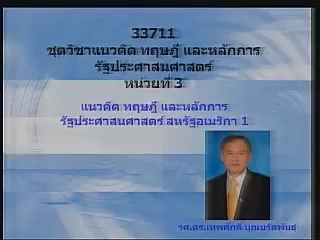 33711
ชุดวิชาแนวคิด ทฤษฎี และหลักการ
รัฐประศาสนศาสตร์
หน่วยที่ 3
แนวคิด ทฤษฎี และหลักการ
รัฐประศาสนศาสตร์ สหรัฐอเมริกา 1
รศ.ดร.เทพศักดิ์ บุณยรัตพันธุ์